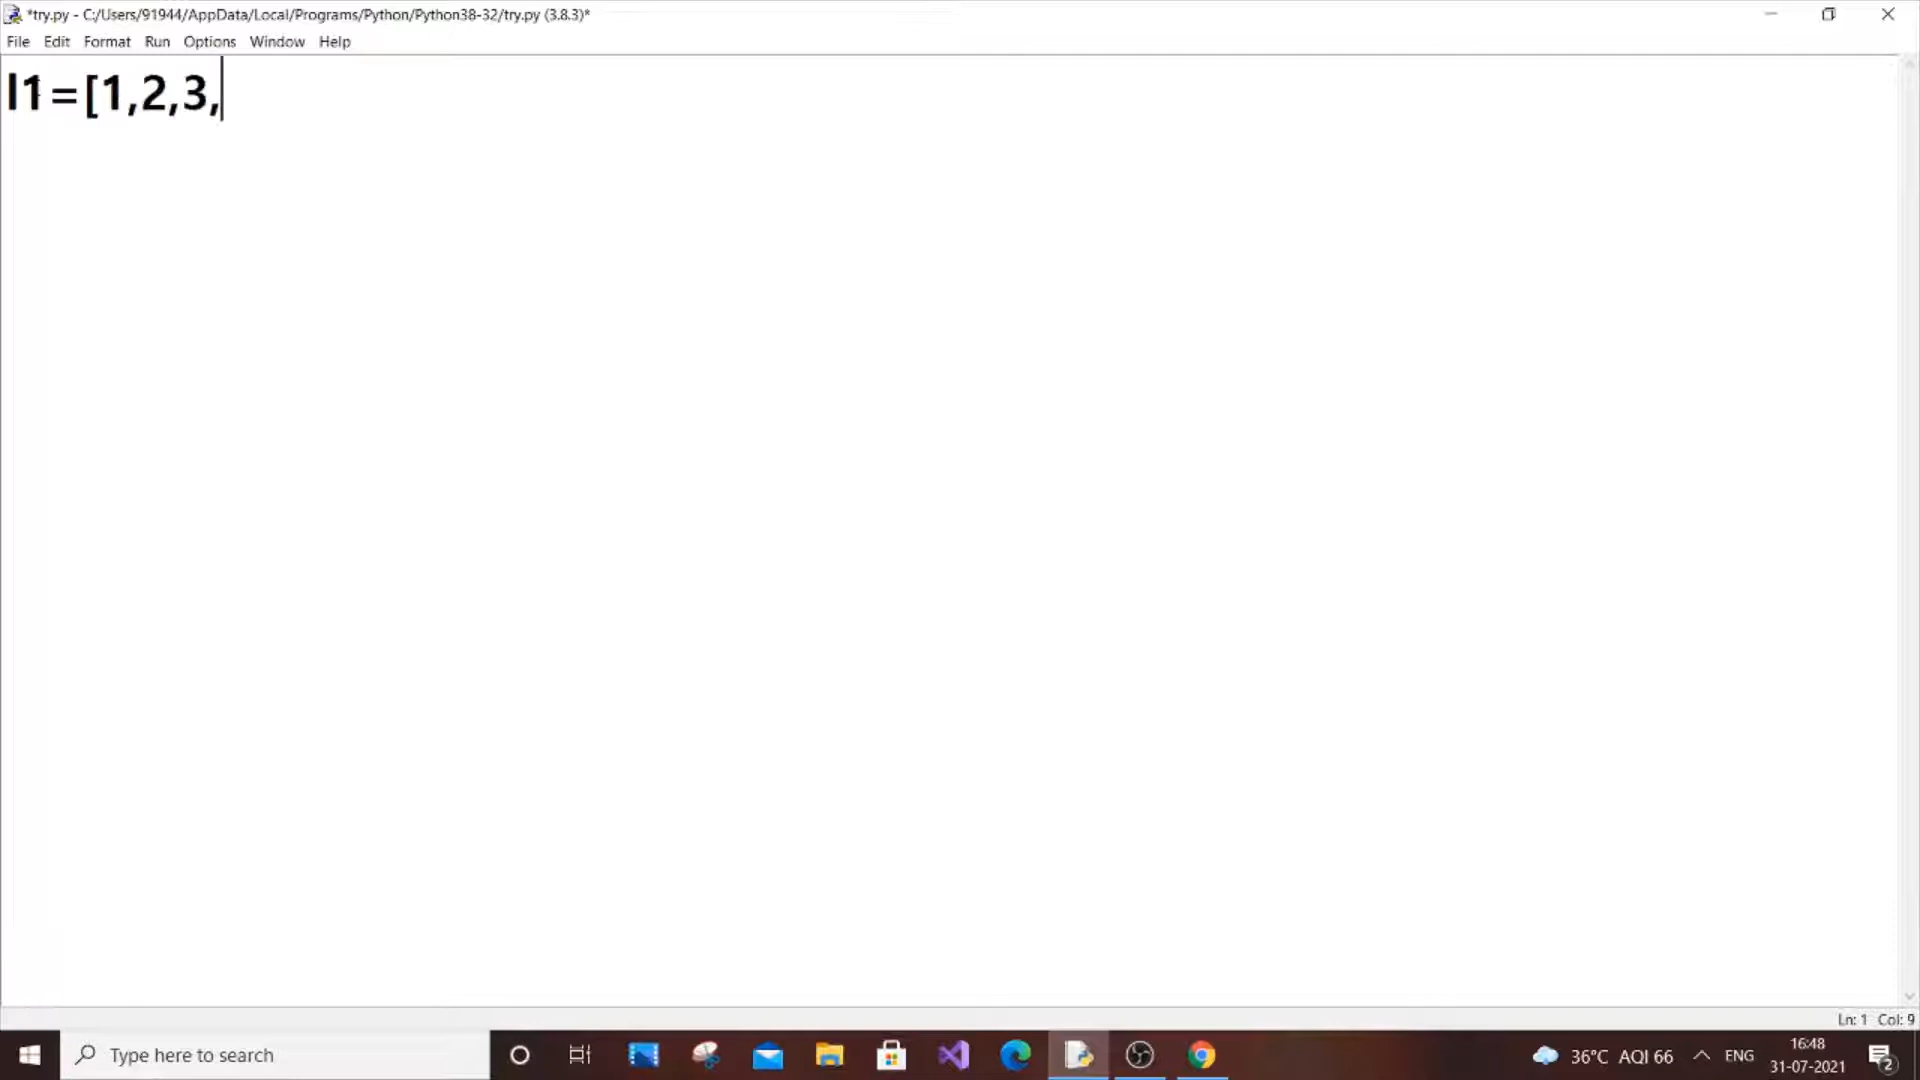 *try.py - C:/Users/91944/AppData/Local/Programs/Python/Python38-32/try.py (3.8.3)*
File Edit Format Run Options Window Help
l1=[1,2,3,
Ln: 1 Col: 9
Type here to search
36°C AQI 66 ENG
16:48
31-07-2021
2